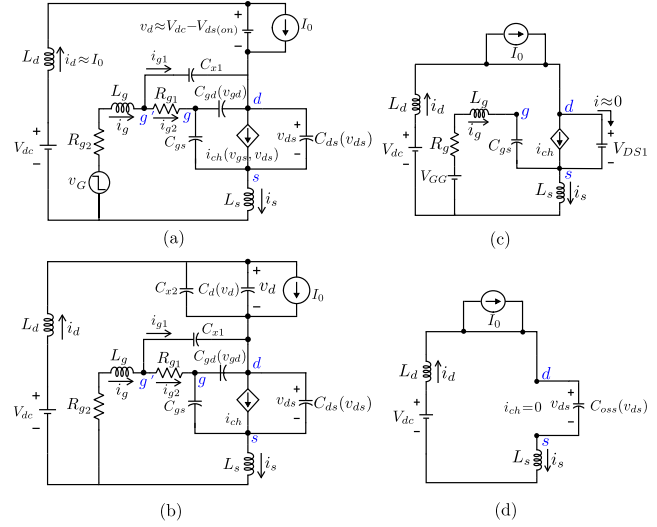 v_d≈V_dc−V_ds(on)
+
−
I_0
L_d
i_d≈I_0
i_g1
C_x1
L_g
R_g1
C_gd(v_gd)
i_g
g'
i_g2
g
d
R_g2
C_gs
i_ch(v_gs,v_ds)
+
v_ds
−
C_ds(v_ds)
V_dc
+
−
v_G
s
L_s
i_s
(a)
C_x2
C_d(v_d)
+
v_d
−
I_0
L_d
i_d
i_g1
C_x1
L_g
R_g1
C_gd(v_gd)
i_g
g'
i_g2
g
d
R_g2
C_gs
i_ch
+
v_ds
−
C_ds(v_ds)
V_dc
+
−
s
L_s
i_s
(b)
I_0
L_d
i_d
L_g
i_g
g
d
i≈0
R_g
C_gs
i_ch
+
V_DS1
−
V_dc
+
−
V_GG
s
L_s
i_s
(c)
I_0
d
L_d
i_d
i_ch=0
+
v_ds
−
C_oss(v_ds)
V_dc
+
−
s
L_s
i_s
(d)